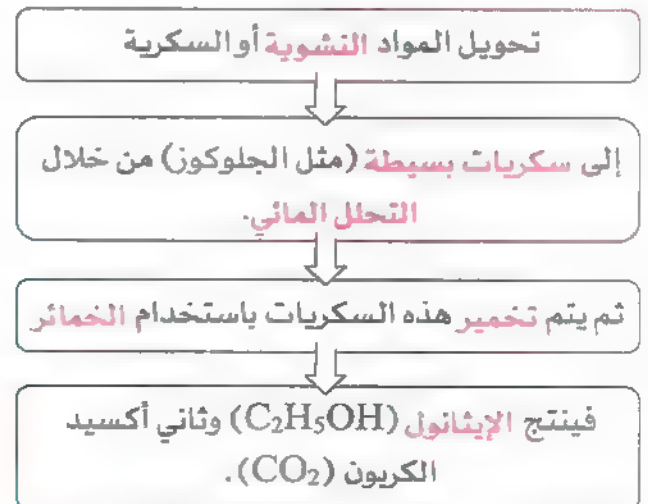 تحويل المواد النشوية أو السكرية
إلى سكريات بسيطة (مثل الجلوكوز) من خلال
التحلل المائي.
ثم يتم تخمير هذه السكريات باستخدام الخمائر
فينتج الإيثانول (C₂H₅OH) وثاني أكسيد
الكربون (CO₂).